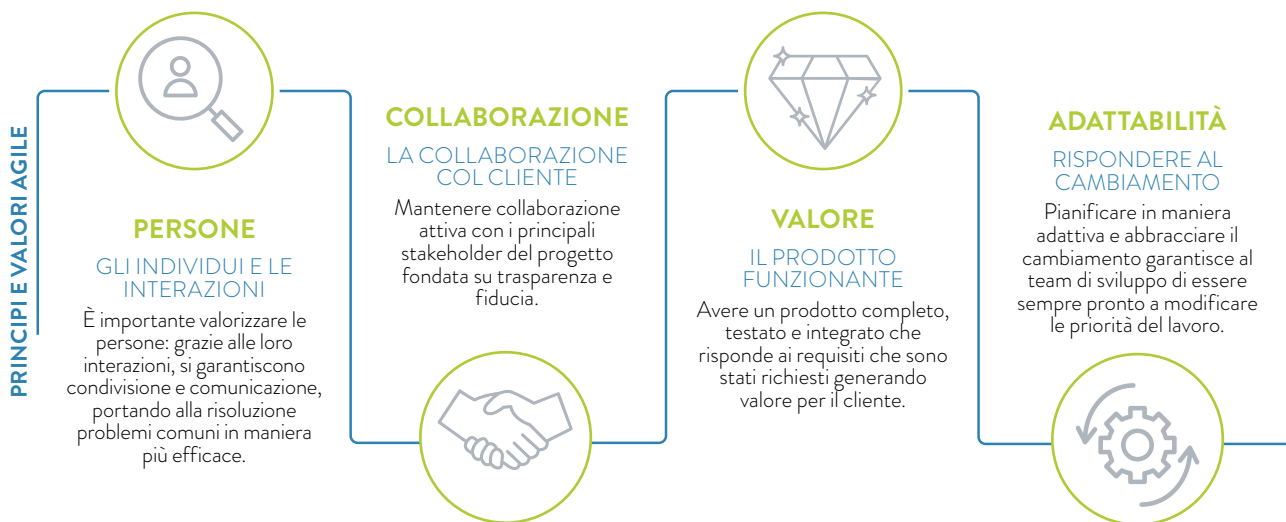 PRINCIPI E VALORI AGILE
PERSONE
GLI INDIVIDUI E LE
INTERAZIONI
È importante valorizzare le
persone: grazie alle loro
interazioni, si garantiscono
condivisione e comunicazione,
portando alla risoluzione
problemi comuni in maniera
più efficace.
COLLABORAZIONE
LA COLLABORAZIONE
COL CLIENTE
Mantenere collaborazione
attiva con i principali
stakeholder del progetto
fondata su trasparenza e
fiducia.
VALORE
IL PRODOTTO
FUNZIONANTE
Avere un prodotto completo,
testato e integrato che
risponde ai requisiti che sono
stati richiesti generando
valore per il cliente.
ADATTABILITÀ
RISPONDERE AL
CAMBIAMENTO
Pianificare in maniera
adattiva e abbracciare il
cambiamento garantisce al
team di sviluppo di essere
sempre pronto a modificare
le priorità del lavoro.